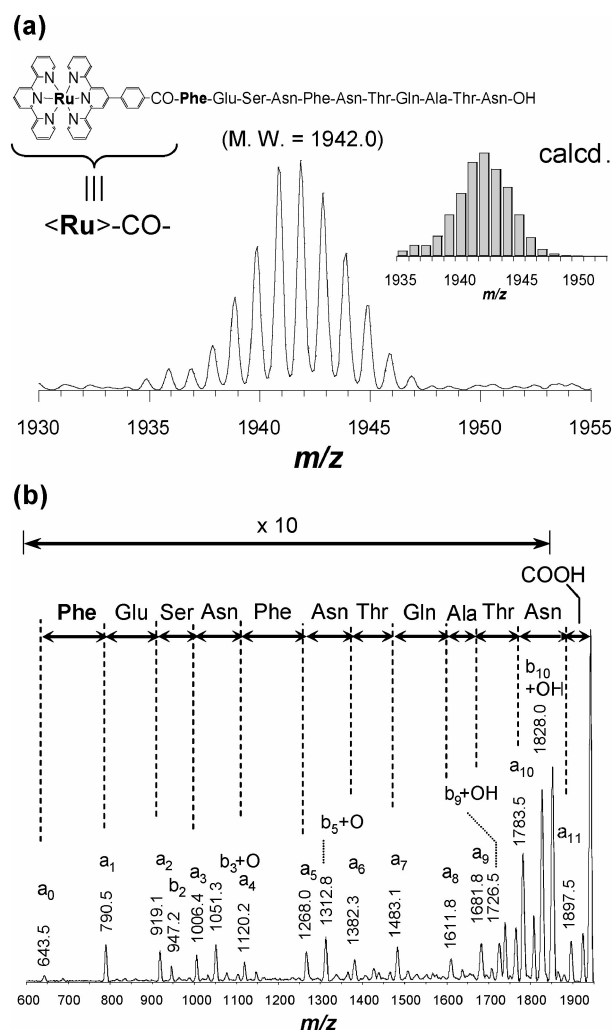 (a)
N N N Ru N N N
CO-Phe-Glu-Ser-Asn-Phe-Asn-Thr-Gln-Ala-Thr-Asn-OH
(M. W. = 1942.0)
<Ru>-CO-
calcd.
1935 1940 1945 1950
m/z
1930 1935 1940 1945 1950 1955
m/z
(b)
x 10
COOH
Phe Glu Ser Asn Phe Asn Thr Gln Ala Thr Asn
a0 643.5
a1 790.5
a2 919.1
b2 947.2
a3 1006.4
b3+O 1051.3
a4 1120.2
a5 1268.0
b5+O 1312.8
a6 1382.3
a7 1483.1
a8 1611.8
a9 1681.8
b9+OH 1726.5
a10 1783.5
b10 +OH 1828.0
a11 1897.5
600 700 800 900 1000 1100 1200 1300 1400 1500 1600 1700 1800 1900
m/z